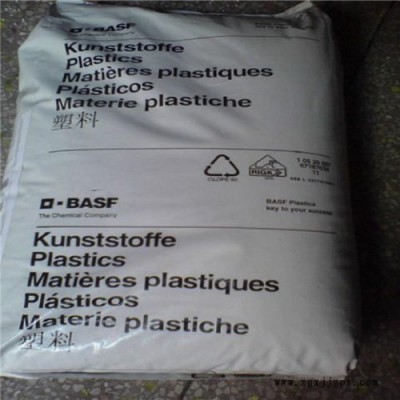 BASF
Kunststoffe
Plastics
Matières plastiques
Plásticos
Materie plastiche
塑料
BASF
The Chemical Company
RIGK
BASF Plastics
key to your success
Kunststoffe
Plastics
Matières plastiques
Plásticos
Materie plastiche
塑料